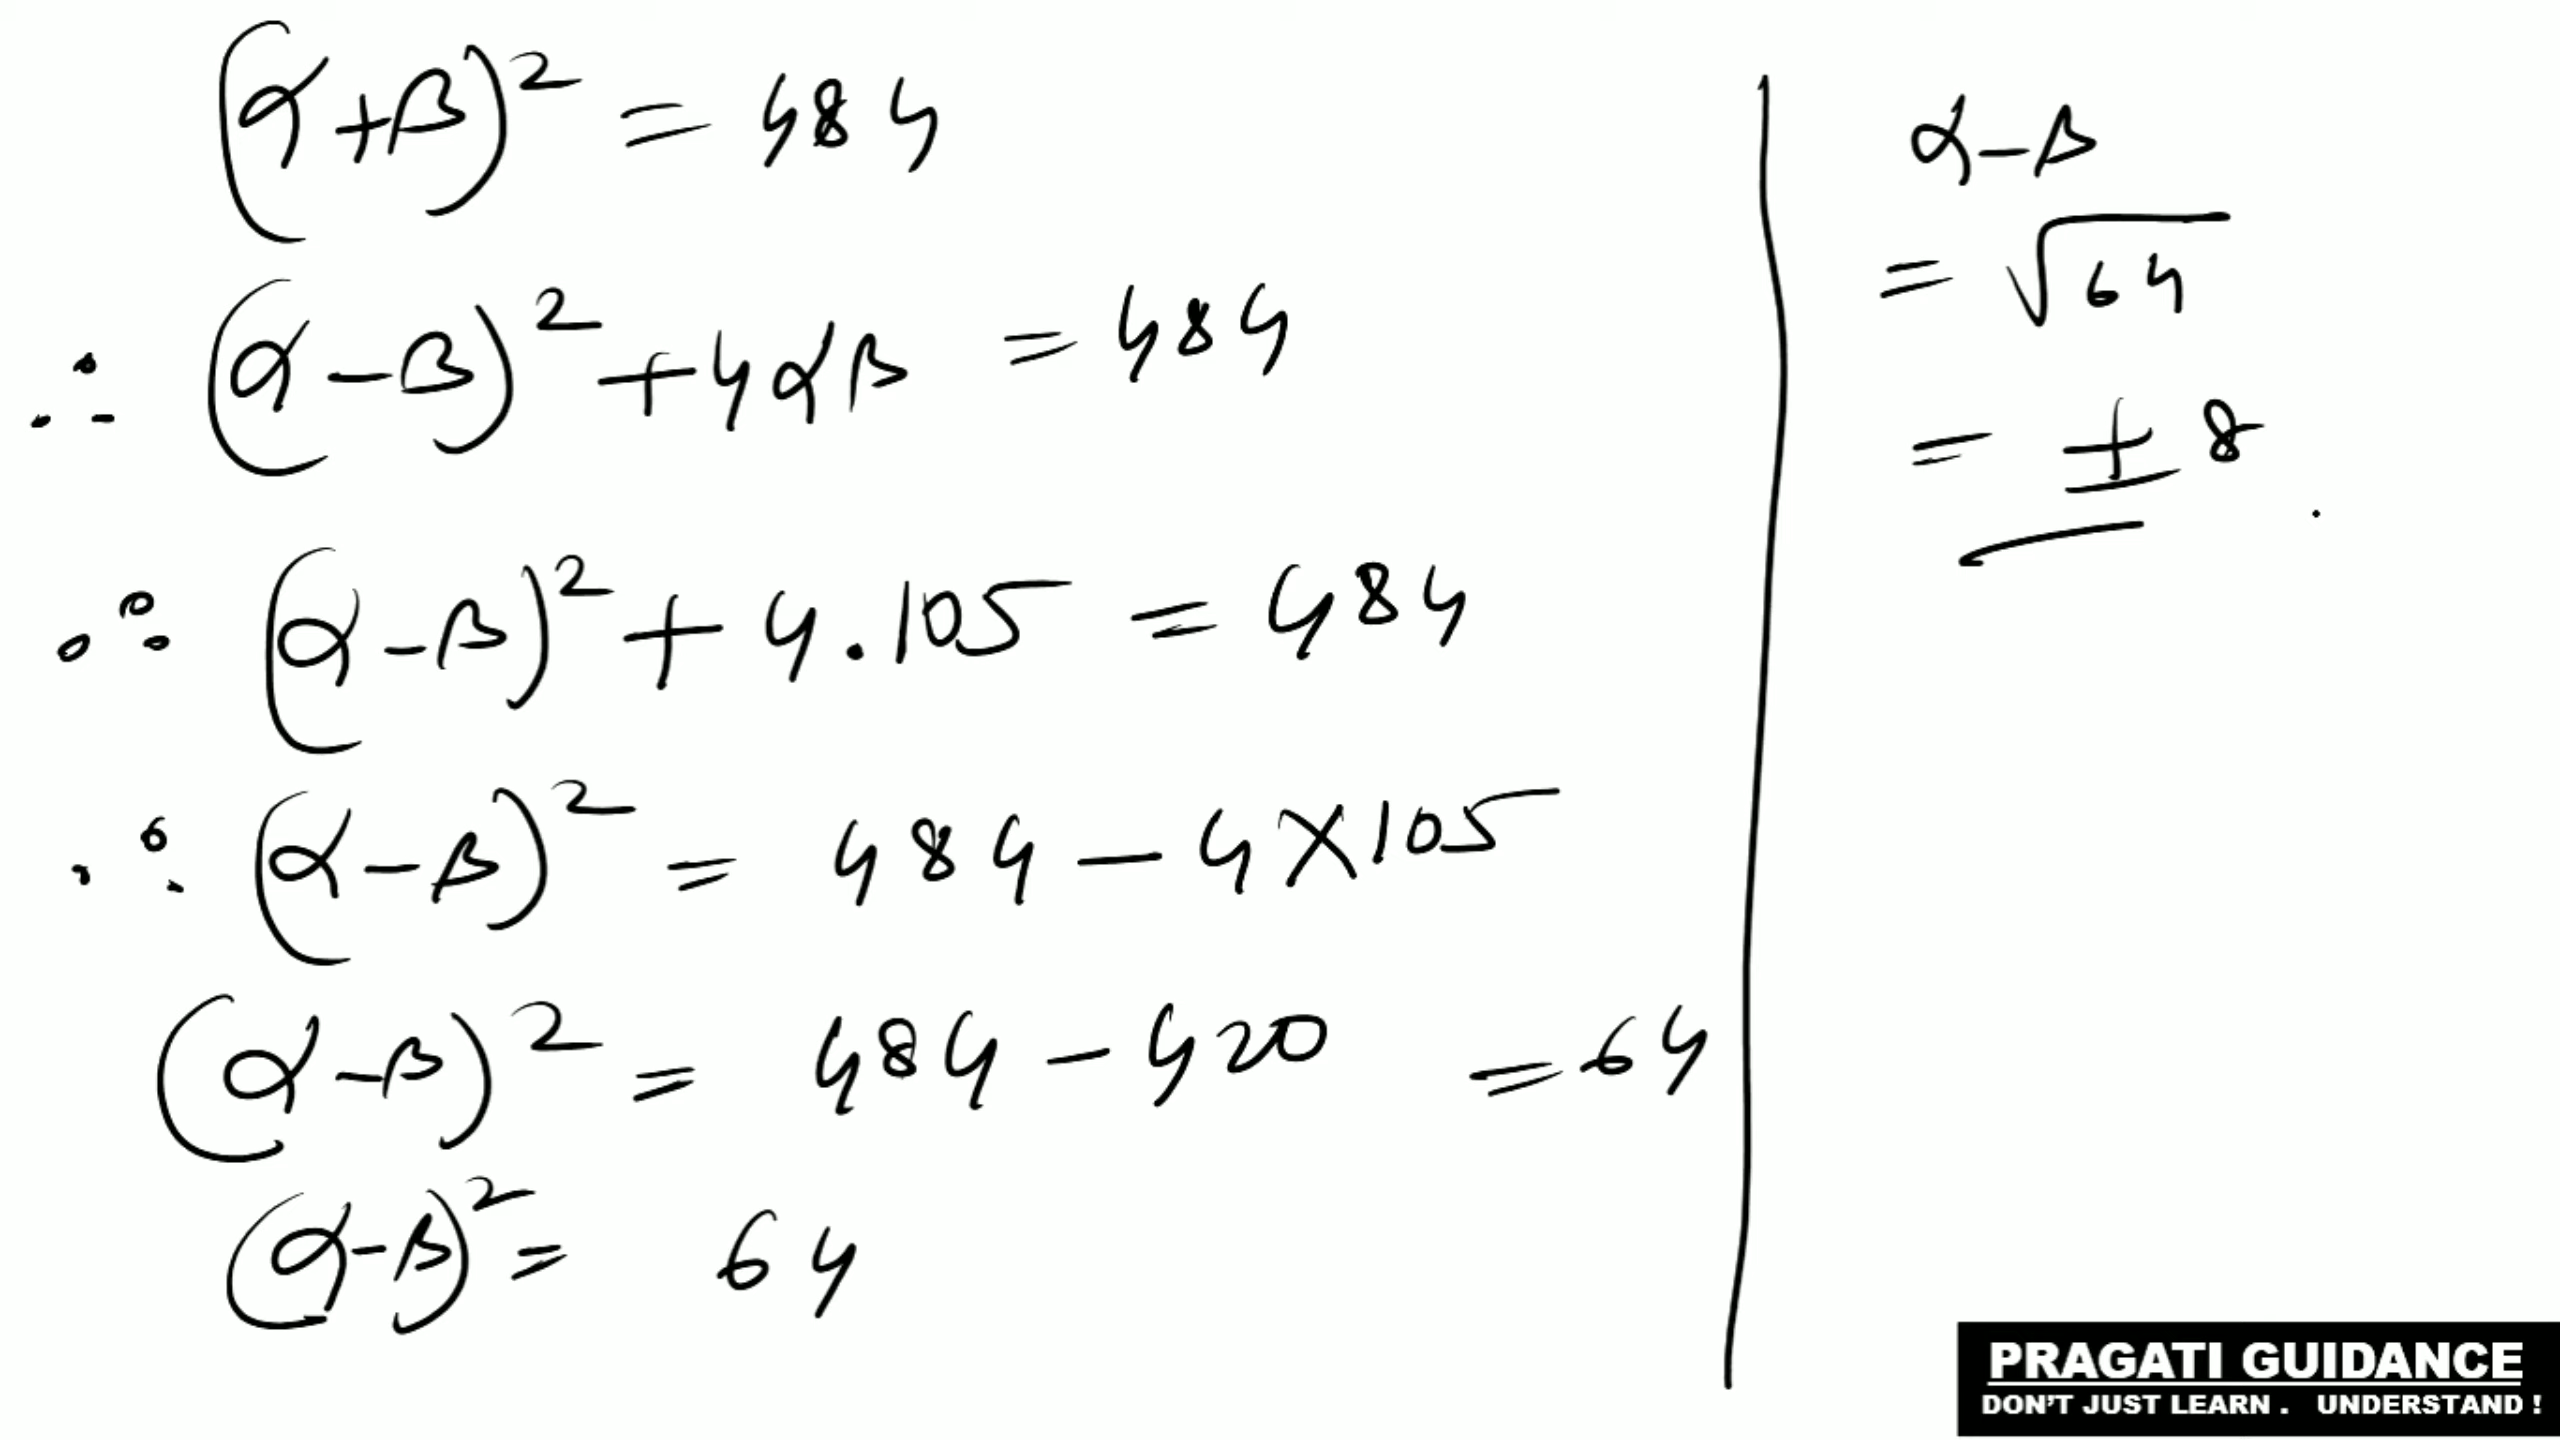 (α+β)² = 484
∴ (α-β)² + 4αβ = 484
∴ (α-β)² + 4.105 = 484
∴ (α-β)² = 484 - 4×105
(α-β)² = 484 - 420 = 64
(α-β)² = 64
α-β
= √64
= ± 8
PRAGATI GUIDANCE
DON'T JUST LEARN . UNDERSTAND !